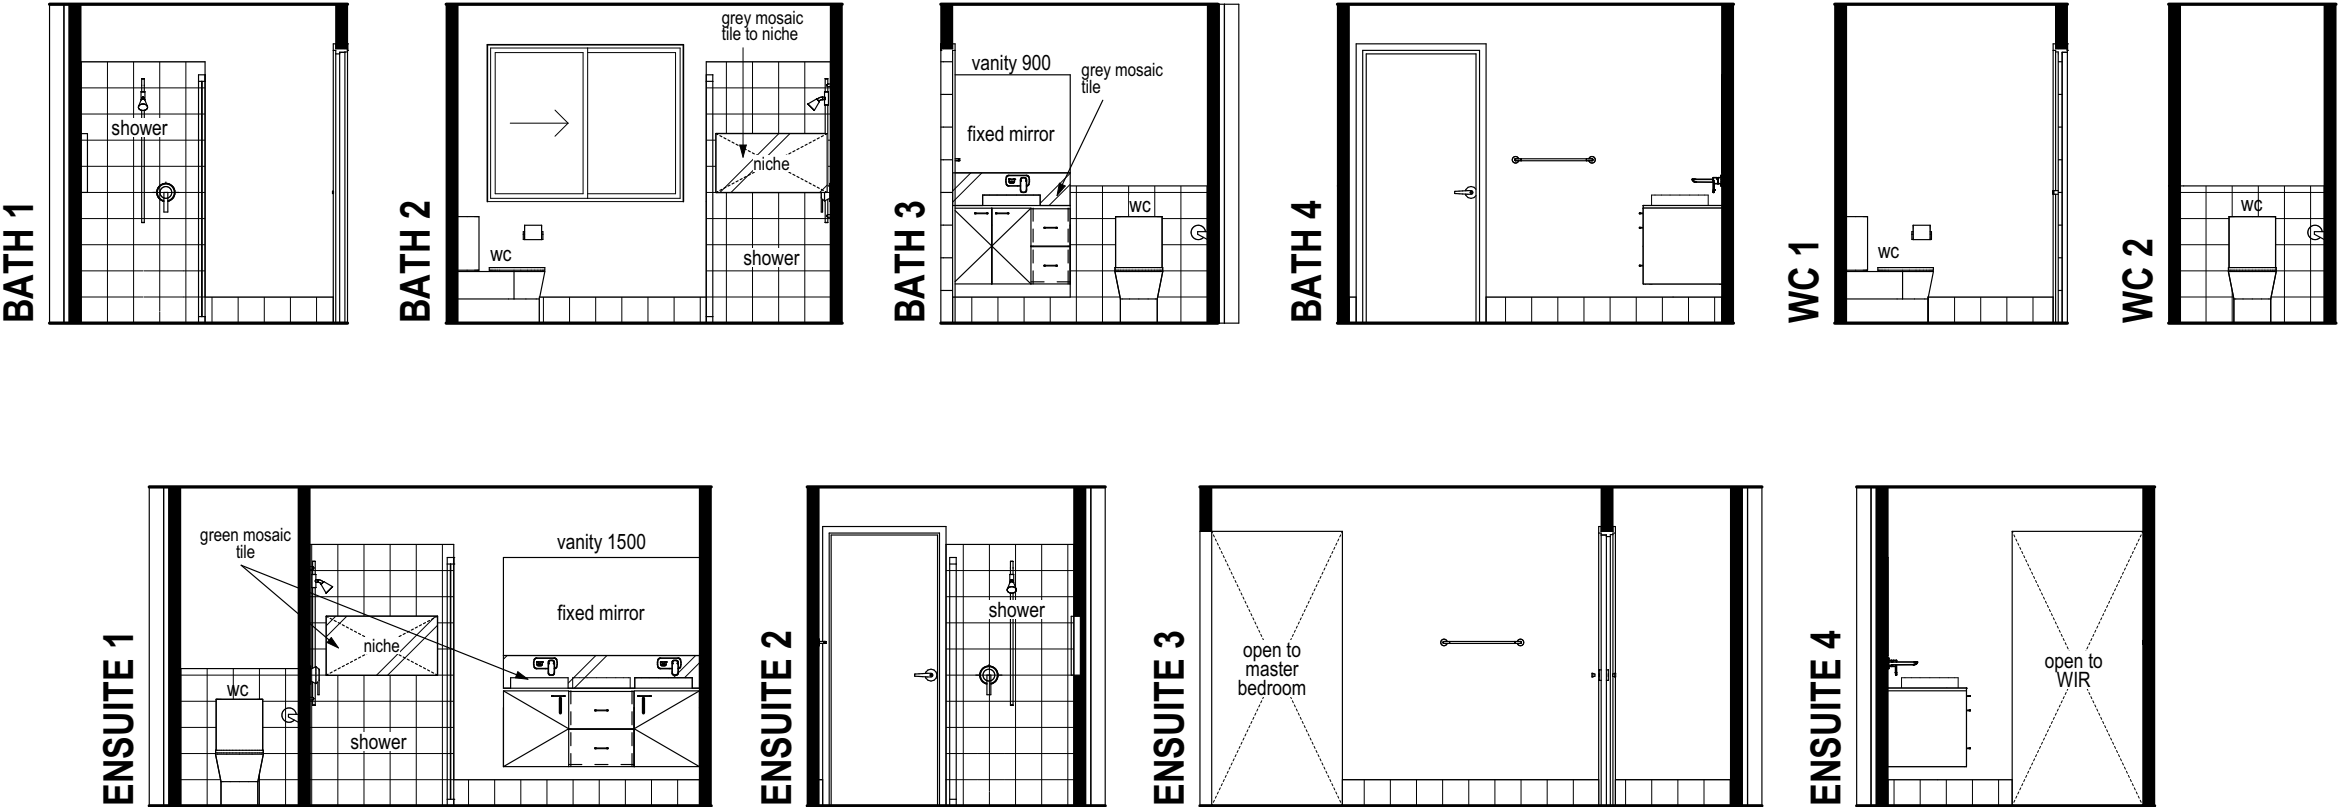 BATH 1
shower
BATH 2
grey mosaic
tile to niche
niche
wc
shower
BATH 3
vanity 900
grey mosaic
tile
fixed mirror
wc
BATH 4
WC 1
wc
WC 2
wc
ENSUITE 1
green mosaic
tile
vanity 1500
fixed mirror
niche
wc
shower
ENSUITE 2
shower
ENSUITE 3
open to
master
bedroom
ENSUITE 4
open to
WIR